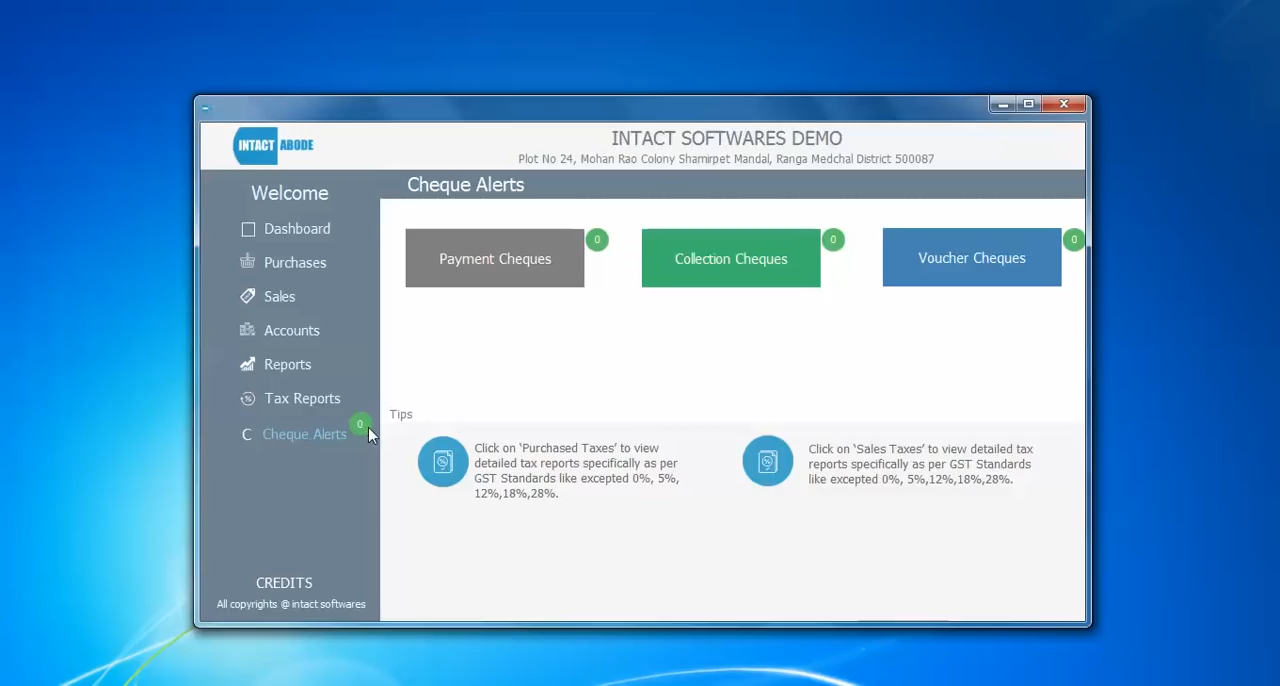 INTACT ABODE
INTACT SOFTWARES DEMO
Plot No 24, Mohan Rao Colony Shamirpet Mandal, Ranga Medchal District 500087
Welcome
Cheque Alerts
Dashboard
Purchases
Sales
Accounts
Reports
Tax Reports
C Cheque Alerts 0
Payment Cheques 0
Collection Cheques 0
Voucher Cheques 0
Tips
Click on ‘Purchased Taxes’ to view
detailed tax reports specifically as per
GST Standards like excepted 0%, 5%,
12%,18%,28%.
Click on ‘Sales Taxes’ to view detailed tax
reports specifically as per GST Standards
like excepted 0%, 5%,12%,18%,28%.
CREDITS
All copyrights @ intact softwares